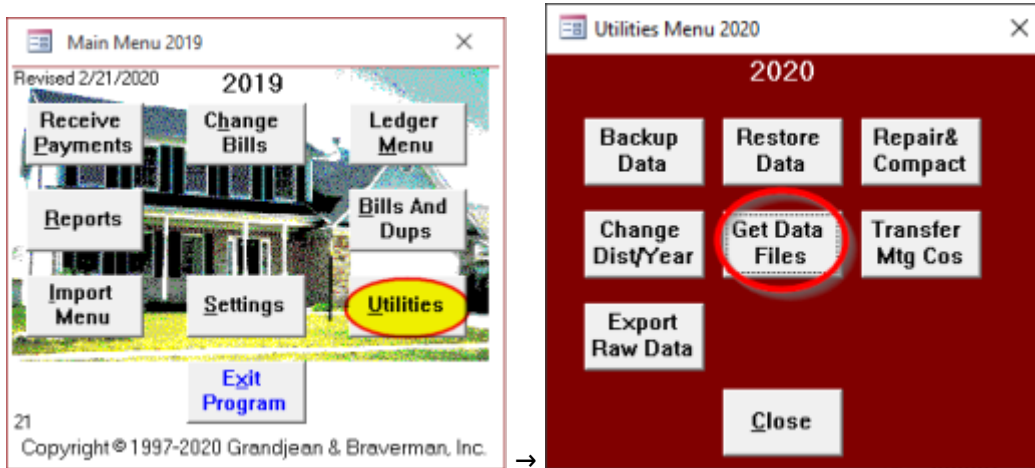 Main Menu 2019
Revised 2/21/2020
2019
Receive
Payments
Change
Bills
Ledger
Menu
Reports
Bills And
Dups
Import
Menu
Settings
Utilities
Exit
Program
21
Copyright © 1997-2020 Grandjean & Braverman, Inc.
→
Utilities Menu 2020
2020
Backup
Data
Restore
Data
Repair&
Compact
Change
Dist/Year
Get Data
Files
Transfer
Mtg Cos
Export
Raw Data
Close